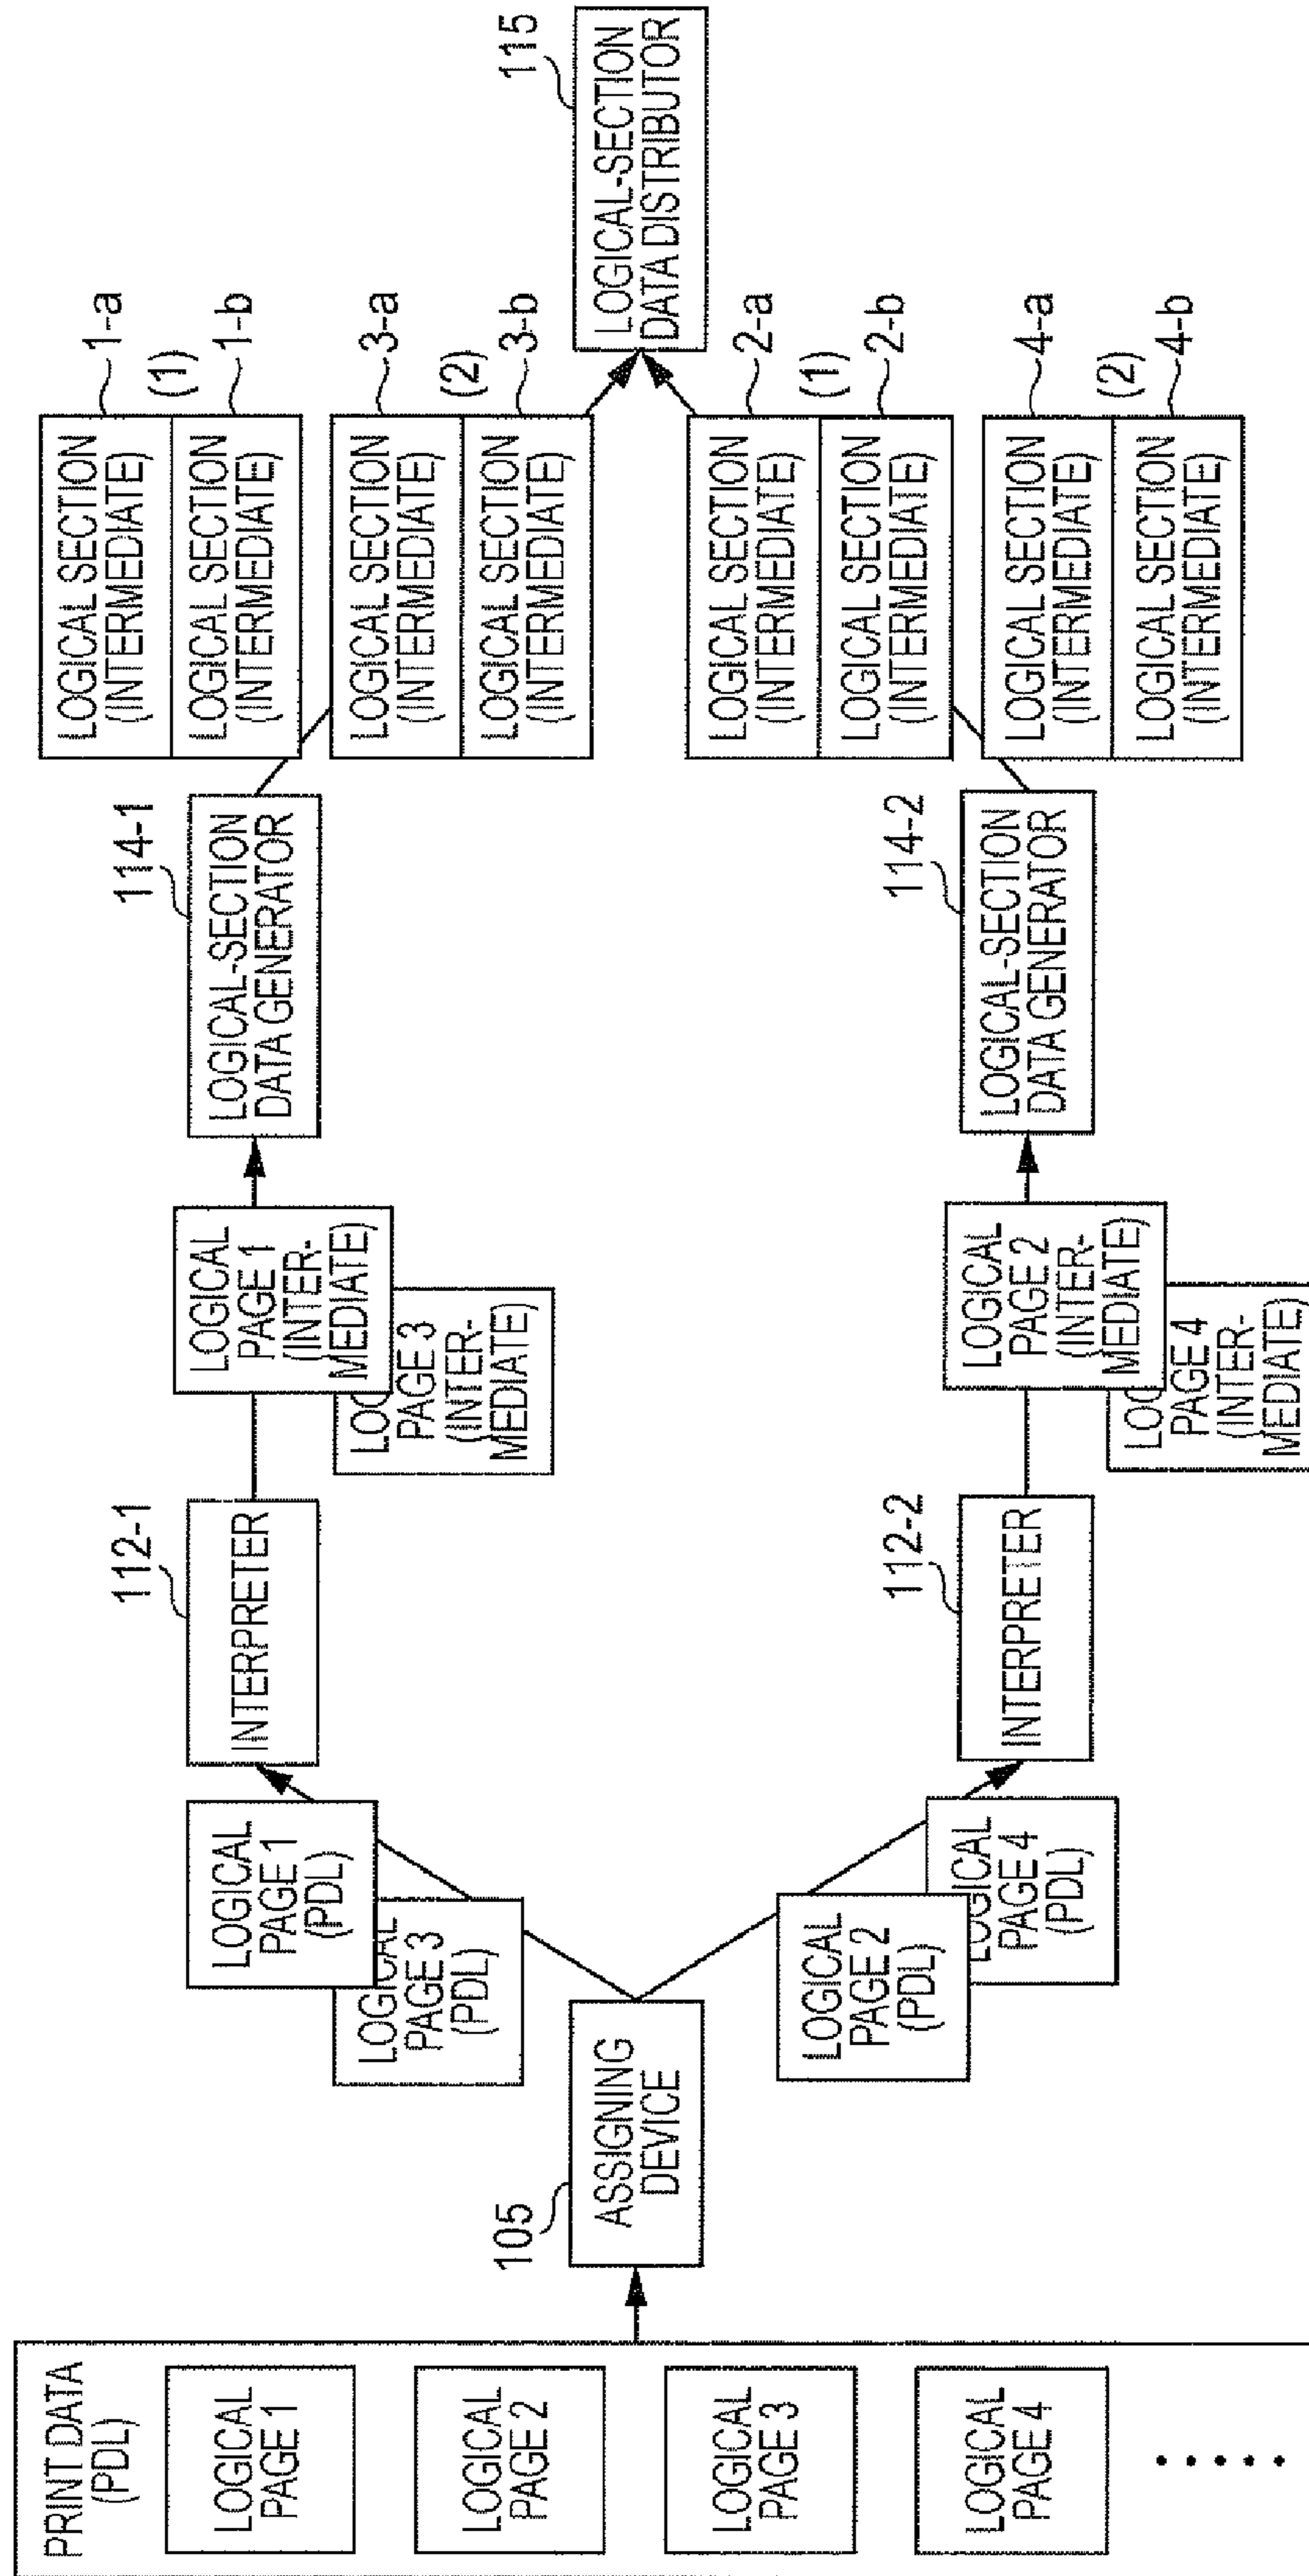 PRINT DATA
(PDL)
LOGICAL
PAGE 1
LOGICAL
PAGE 2
LOGICAL
PAGE 3
LOGICAL
PAGE 4
105
ASSIGNING
DEVICE
LOGICAL
PAGE 1
(PDL)
LOGICAL
PAGE 3
(PDL)
LOGICAL
PAGE 2
(PDL)
LOGICAL
PAGE 4
(PDL)
112-1
INTERPRETER
112-2
INTERPRETER
LOGICAL
PAGE 1
(INTER-
MEDIATE)
LO
PAGE 3
(INTER-
MEDIATE)
LOGICAL
PAGE 2
(INTER-
MEDIATE)
LO
PAGE 4
(INTER-
MEDIATE)
114-1
LOGICAL-SECTION
DATA GENERATOR
114-2
LOGICAL-SECTION
DATA GENERATOR
LOGICAL SECTION
(INTERMEDIATE)
1-a
(1)
LOGICAL SECTION
(INTERMEDIATE)
1-b
LOGICAL SECTION
(INTERMEDIATE)
3-a
(2)
LOGICAL SECTION
(INTERMEDIATE)
3-b
LOGICAL SECTION
(INTERMEDIATE)
2-a
(1)
LOGICAL SECTION
(INTERMEDIATE)
2-b
LOGICAL SECTION
(INTERMEDIATE)
4-a
(2)
LOGICAL SECTION
(INTERMEDIATE)
4-b
115
LOGICAL-SECTION
DATA DISTRIBUTOR